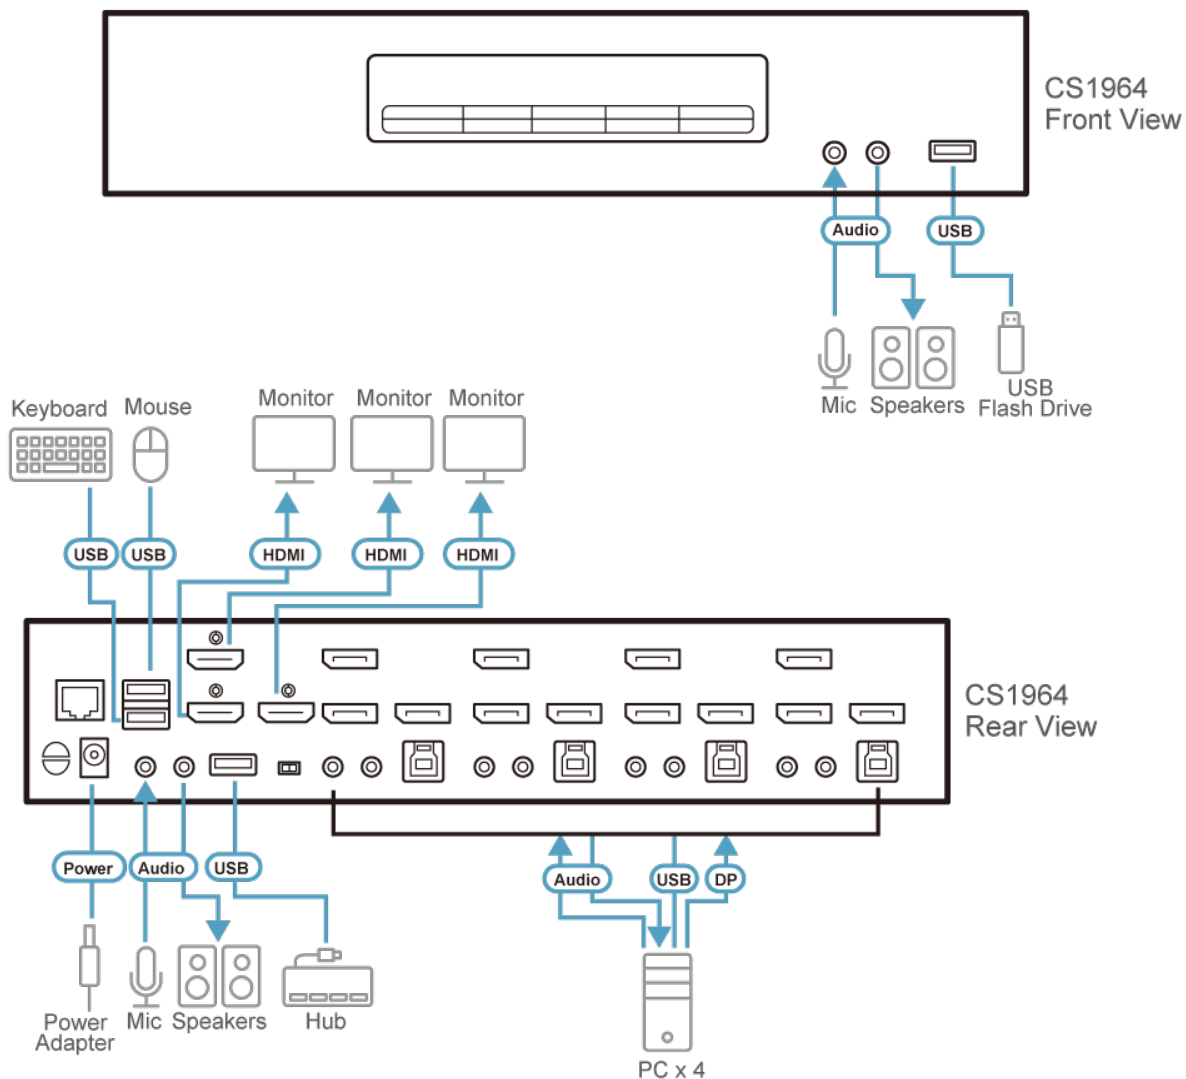 CS1964
Front View
Audio
USB
Mic
Speakers
USB
Flash Drive
Keyboard
Mouse
Monitor
Monitor
Monitor
USB
USB
HDMI
HDMI
HDMI
CS1964
Rear View
Power
Audio
USB
Audio
USB
DP
Power
Adapter
Mic
Speakers
Hub
PC x 4